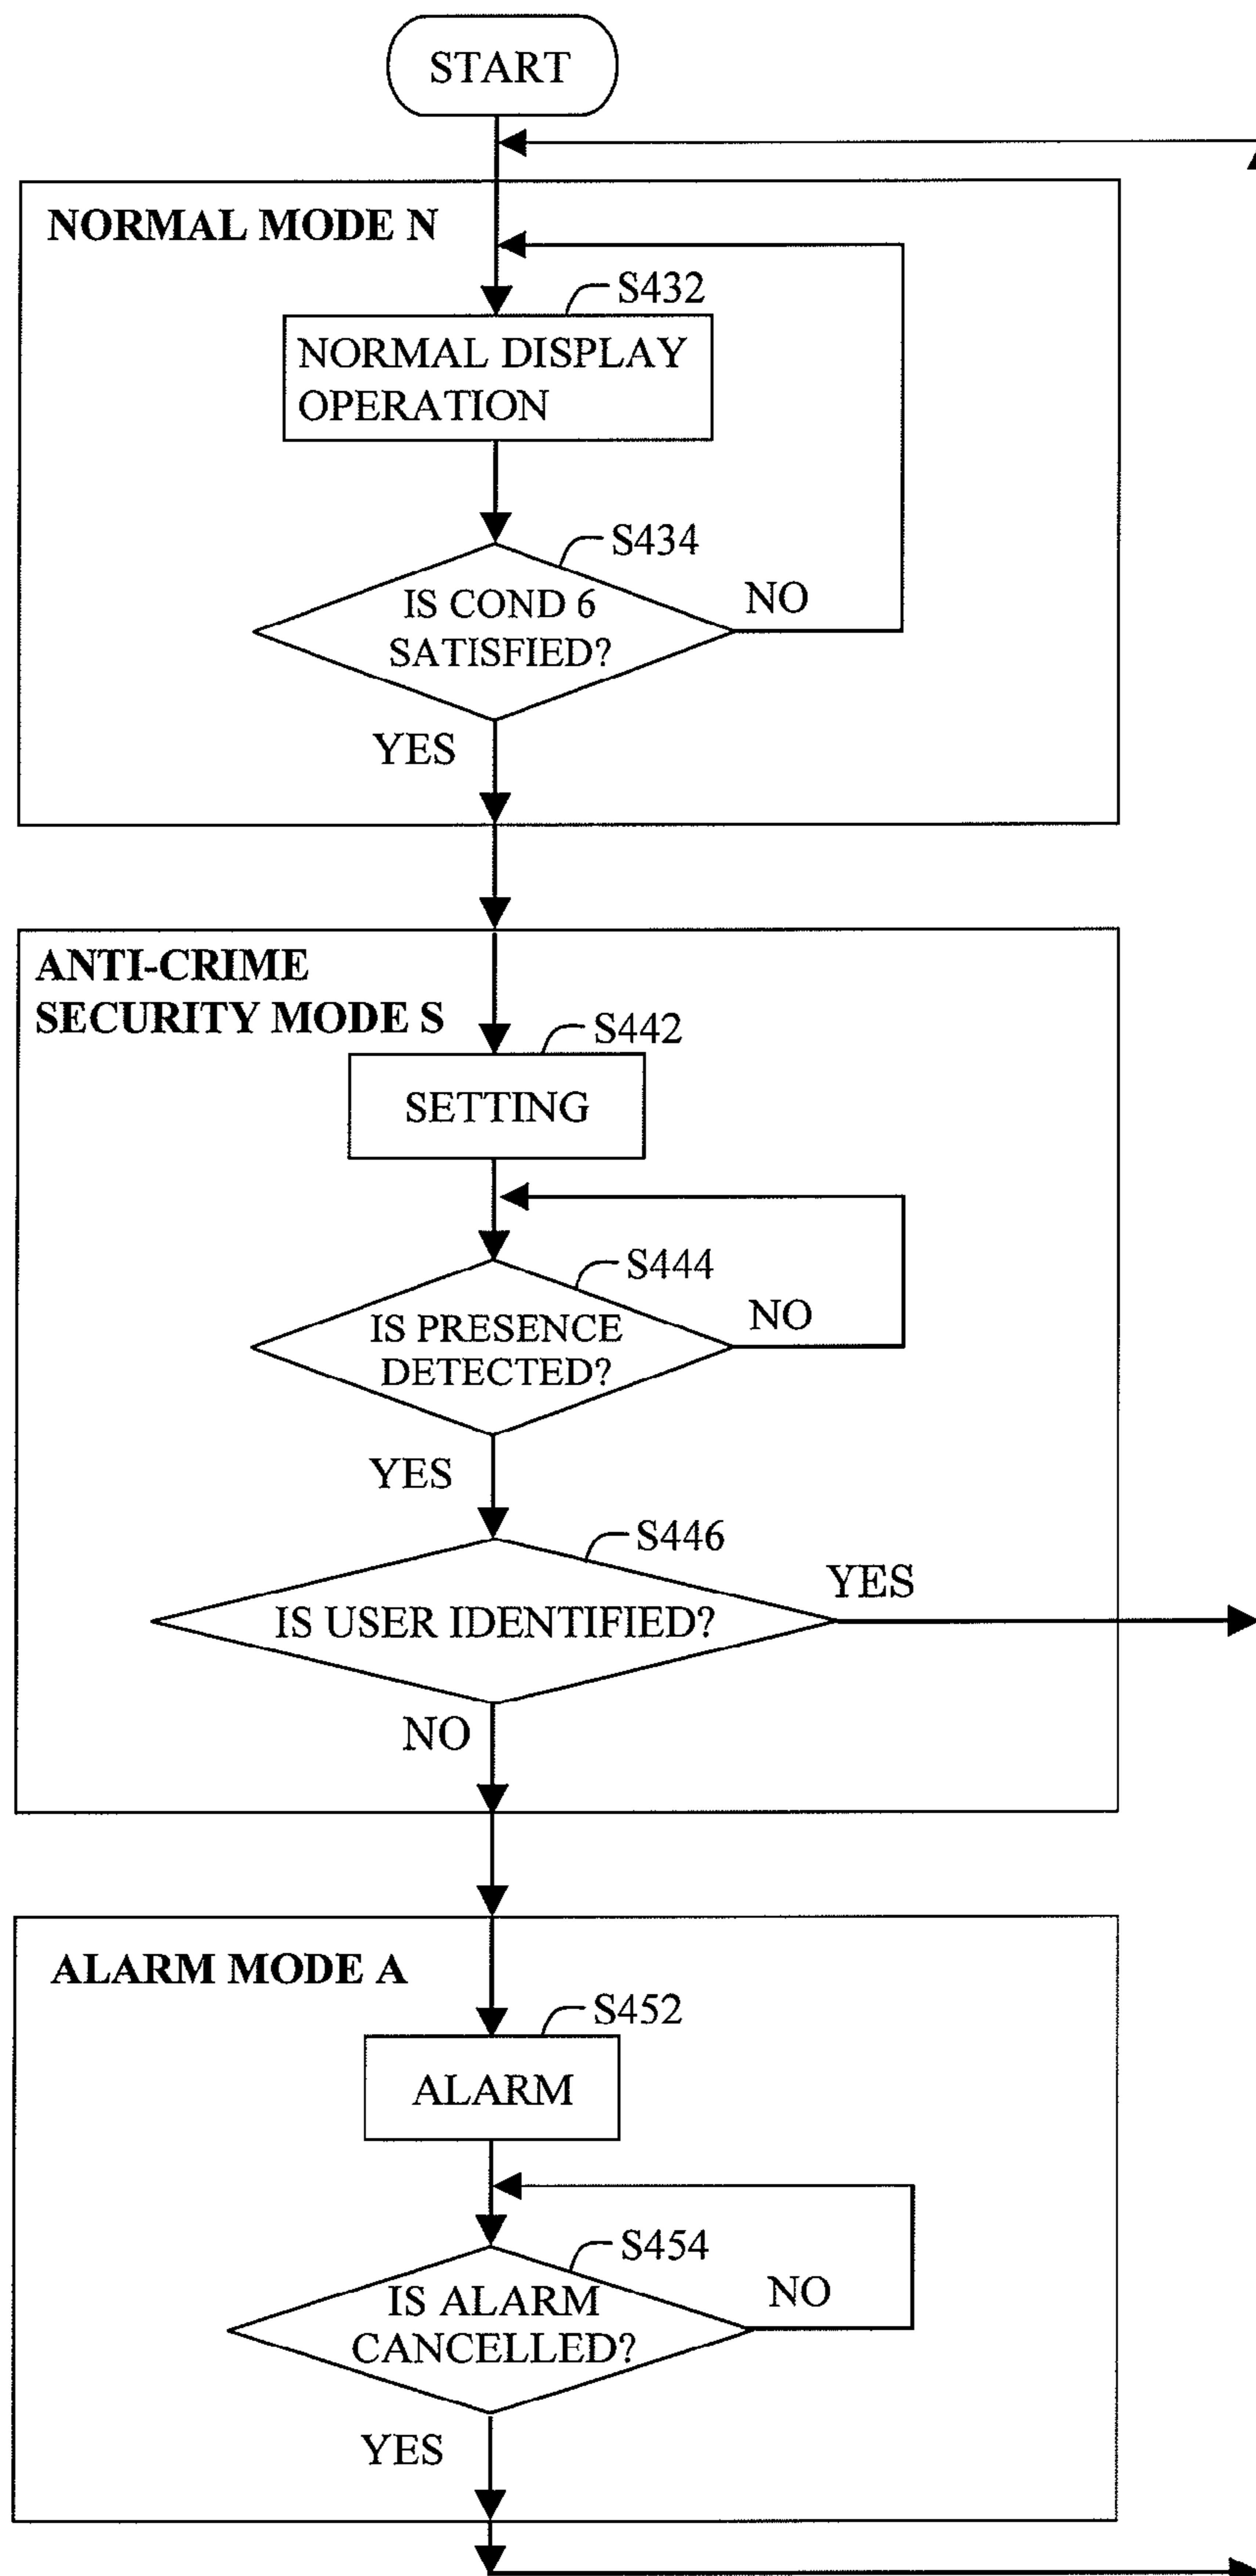 START
NORMAL MODE N
S432
NORMAL DISPLAY
OPERATION
S434
IS COND 6
SATISFIED?
NO
YES
ANTI-CRIME
SECURITY MODE S
S442
SETTING
S444
IS PRESENCE
DETECTED?
NO
YES
S446
IS USER IDENTIFIED?
YES
NO
ALARM MODE A
S452
ALARM
S454
IS ALARM
CANCELLED?
NO
YES